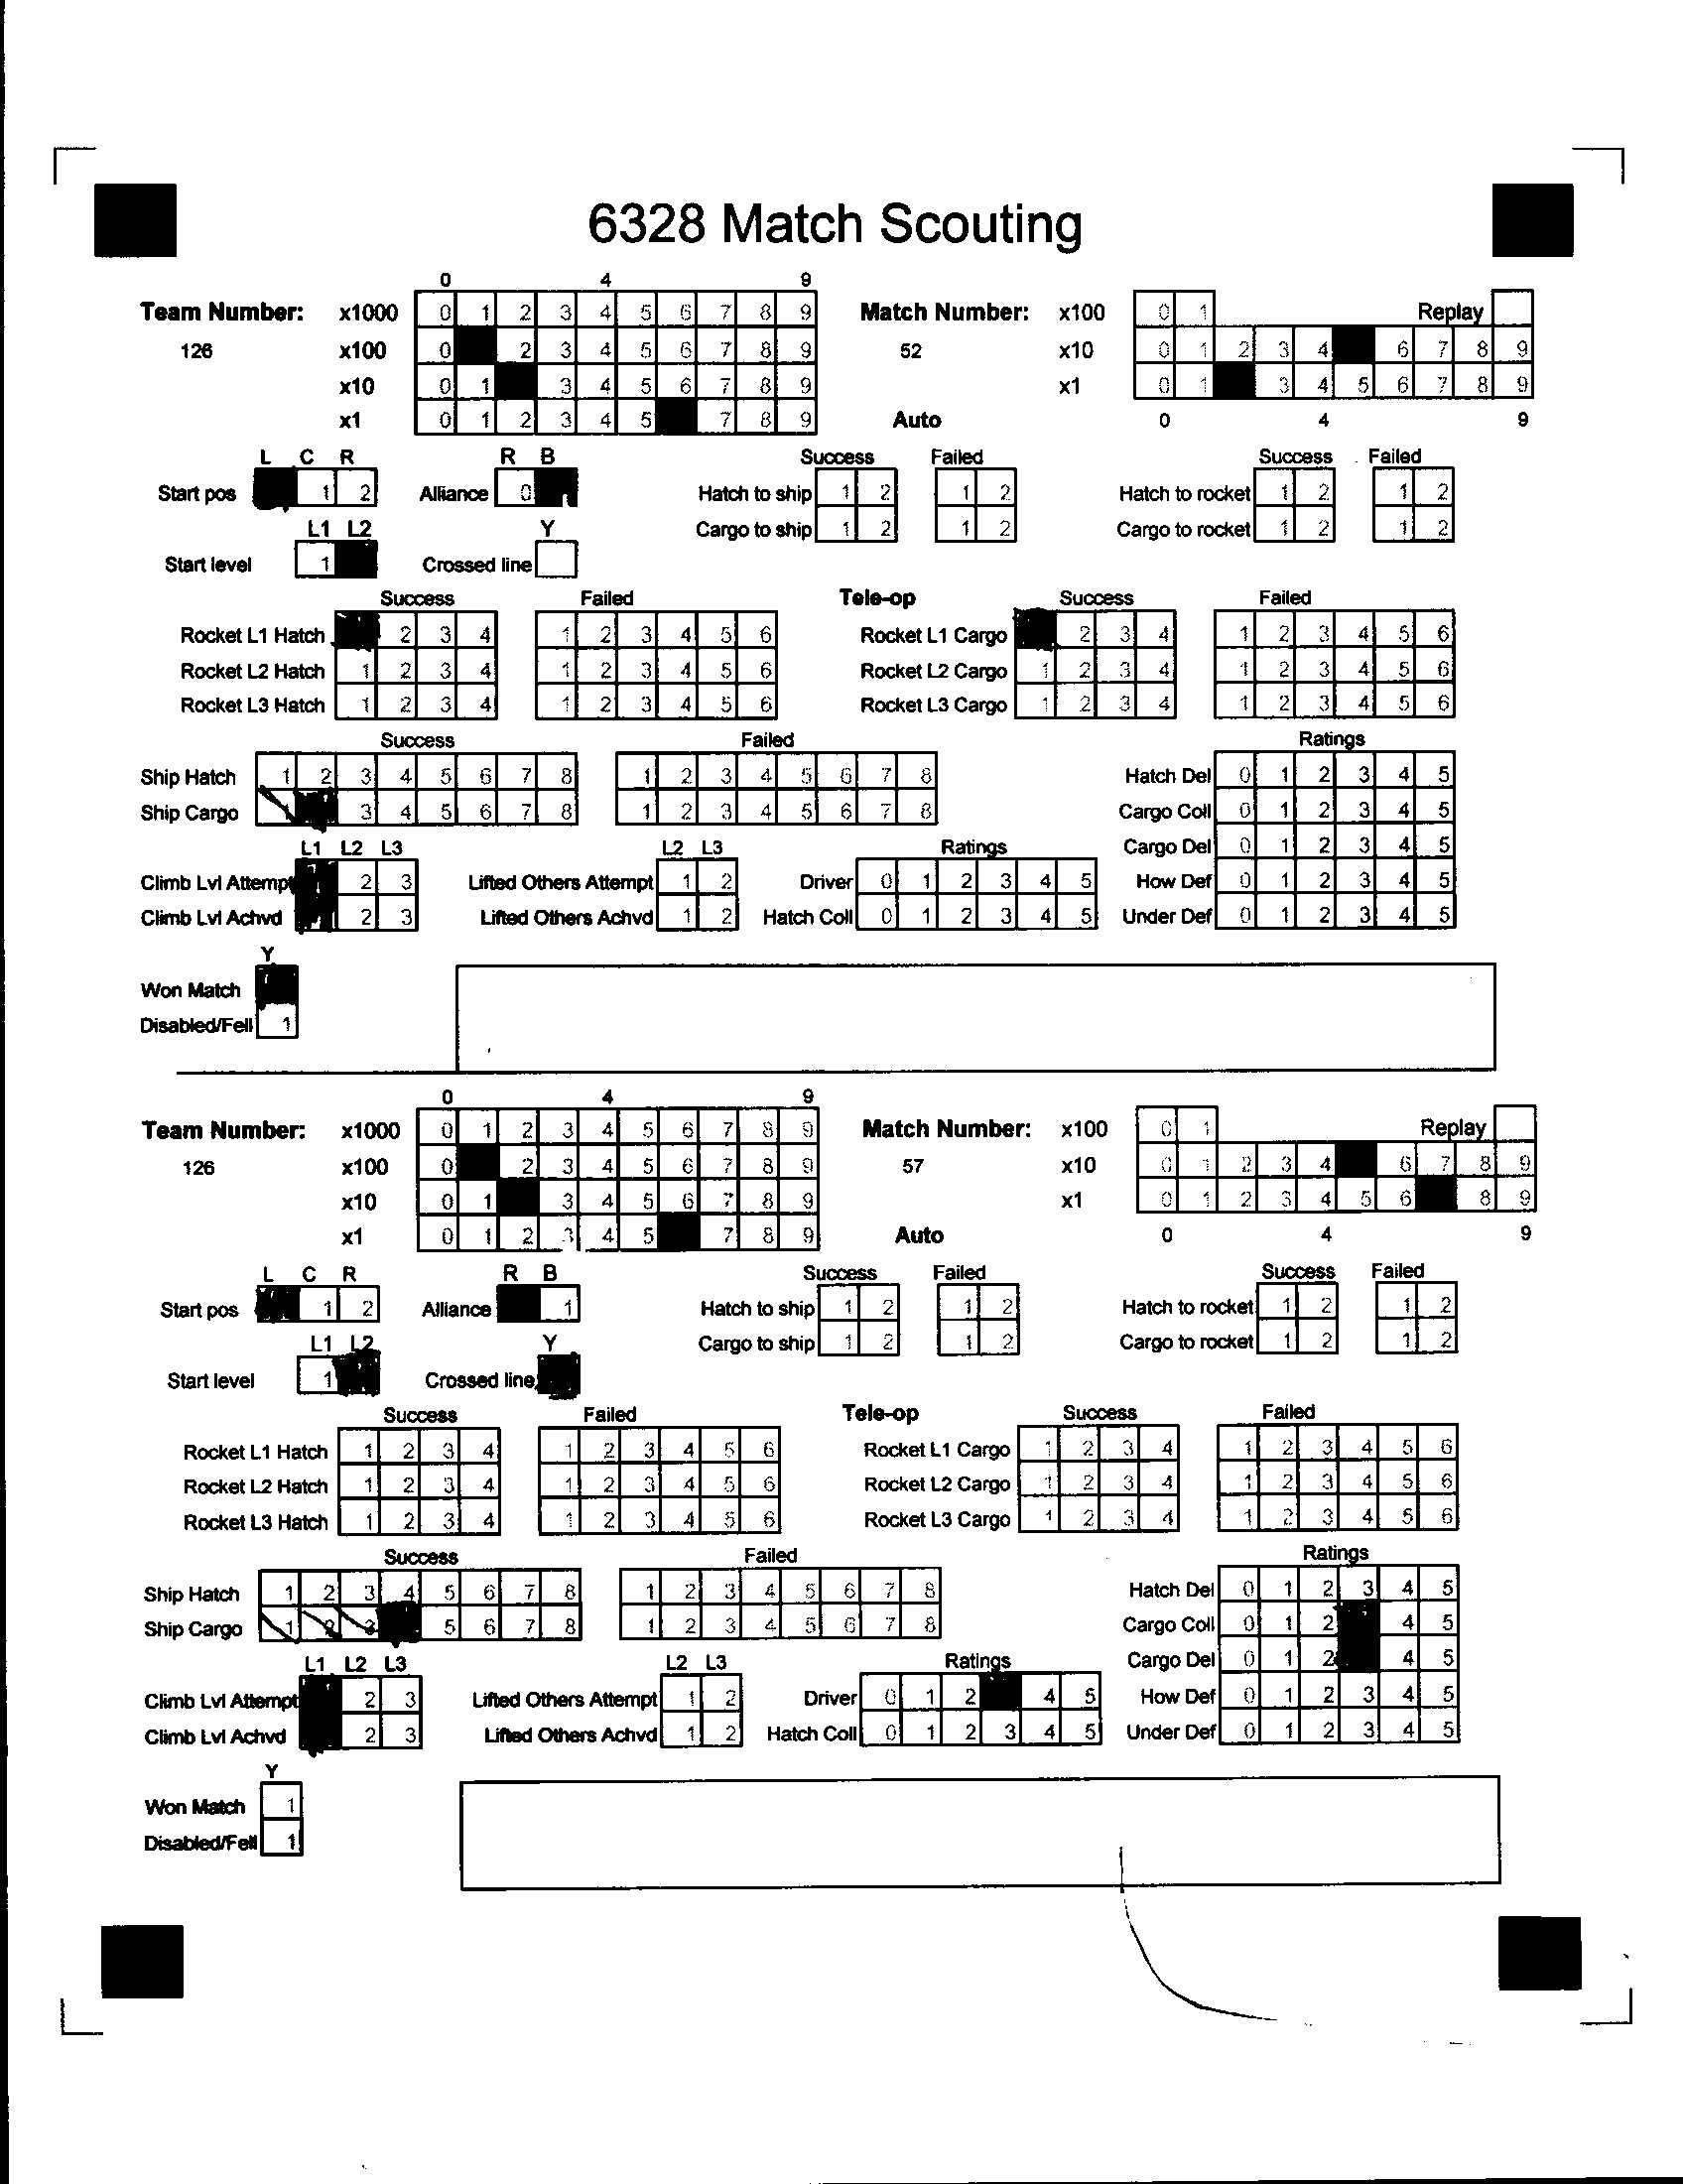 6328 Match Scouting
0 4 9
Team Number: x1000 0 1 2 3 4 5 6 7 8 9 Match Number: x100 0 1 Replay
126 x100 0 2 3 4 5 6 7 8 9 52 x10 0 1 2 3 4 6 7 8 9
x10 0 1 3 4 5 6 7 8 9 x1 0 1 3 4 5 6 7 8 9
x1 0 1 2 3 4 5 7 8 9 Auto 0 4 9
L C R R B Success Failed Success Failed
Start pos 1 2 Alliance 0 Hatch to ship 1 2 1 2 Hatch to rocket 1 2 1 2
L1 L2 Y Cargo to ship 1 2 1 2 Cargo to rocket 1 2 1 2
Start level 1 Crossed line
Success Failed Tele-op Success Failed
Rocket L1 Hatch 2 3 4 1 2 3 4 5 6 Rocket L1 Cargo 2 3 4 1 2 3 4 5 6
Rocket L2 Hatch 1 2 3 4 1 2 3 4 5 6 Rocket L2 Cargo 1 2 3 4 1 2 3 4 5 6
Rocket L3 Hatch 1 2 3 4 1 2 3 4 5 6 Rocket L3 Cargo 1 2 3 4 1 2 3 4 5 6
Success Failed Ratings
Ship Hatch 1 2 3 4 5 6 7 8 1 2 3 4 5 6 7 8 Hatch Del 0 1 2 3 4 5
Ship Cargo 1 3 4 5 6 7 8 1 2 3 4 5 6 7 8 Cargo Coll 0 1 2 3 4 5
L1 L2 L3 L2 L3 Ratings Cargo Del 0 1 2 3 4 5
Climb Lvl Attempt 2 3 Lifted Others Attempt 1 2 Driver 0 1 2 3 4 5 How Def 0 1 2 3 4 5
Climb Lvl Achvd 2 3 Lifted Others Achvd 1 2 Hatch Coll 0 1 2 3 4 5 Under Def 0 1 2 3 4 5
Y
Won Match
Disabled/Fell 1
0 4 9
Team Number: x1000 0 1 2 3 4 5 6 7 8 9 Match Number: x100 0 1 Replay
126 x100 0 2 3 4 5 6 7 8 9 57 x10 0 1 2 3 4 6 7 8 9
x10 0 1 3 4 5 6 7 8 9 x1 0 1 2 3 4 5 6 8 9
x1 0 1 2 3 4 5 7 8 9 Auto 0 4 9
L C R R B Success Failed Success Failed
Start pos 1 2 Alliance 1 Hatch to ship 1 2 1 2 Hatch to rocket 1 2 1 2
L1 L2 Y Cargo to ship 1 2 1 2 Cargo to rocket 1 2 1 2
Start level 1 Crossed line
Success Failed Tele-op Success Failed
Rocket L1 Hatch 1 2 3 4 1 2 3 4 5 6 Rocket L1 Cargo 1 2 3 4 1 2 3 4 5 6
Rocket L2 Hatch 1 2 3 4 1 2 3 4 5 6 Rocket L2 Cargo 1 2 3 4 1 2 3 4 5 6
Rocket L3 Hatch 1 2 3 4 1 2 3 4 5 6 Rocket L3 Cargo 1 2 3 4 1 2 3 4 5 6
Success Failed Ratings
Ship Hatch 1 2 3 4 5 6 7 8 1 2 3 4 5 6 7 8 Hatch Del 0 1 2 3 4 5
Ship Cargo 1 2 3 5 6 7 8 1 2 3 4 5 6 7 8 Cargo Coll 0 1 2 4 5
L1 L2 L3 L2 L3 Ratings Cargo Del 0 1 2 4 5
Climb Lvl Attempt 2 3 Lifted Others Attempt 1 2 Driver 0 1 2 4 5 How Def 0 1 2 3 4 5
Climb Lvl Achvd 2 3 Lifted Others Achvd 1 2 Hatch Coll 0 1 2 3 4 5 Under Def 0 1 2 3 4 5
Y
Won Match 1
Disabled/Fell 1